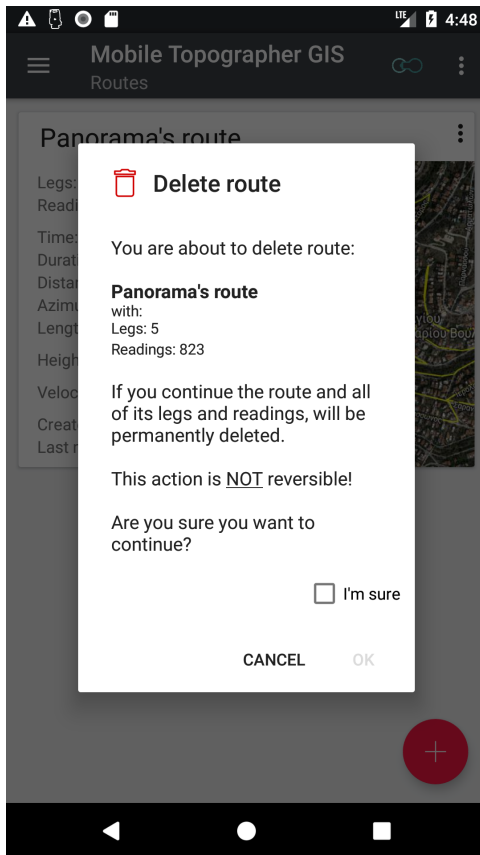 LTE 4:48
Mobile Topographer GIS
Routes
Panorama's route
Legs:
Time:
Delete route
You are about to delete route:
Panorama's route
with:
Legs: 5
Readings: 823
If you continue the route and all
of its legs and readings, will be
permanently deleted.
This action is NOT reversible!
Are you sure you want to
continue?
I'm sure
CANCEL OK